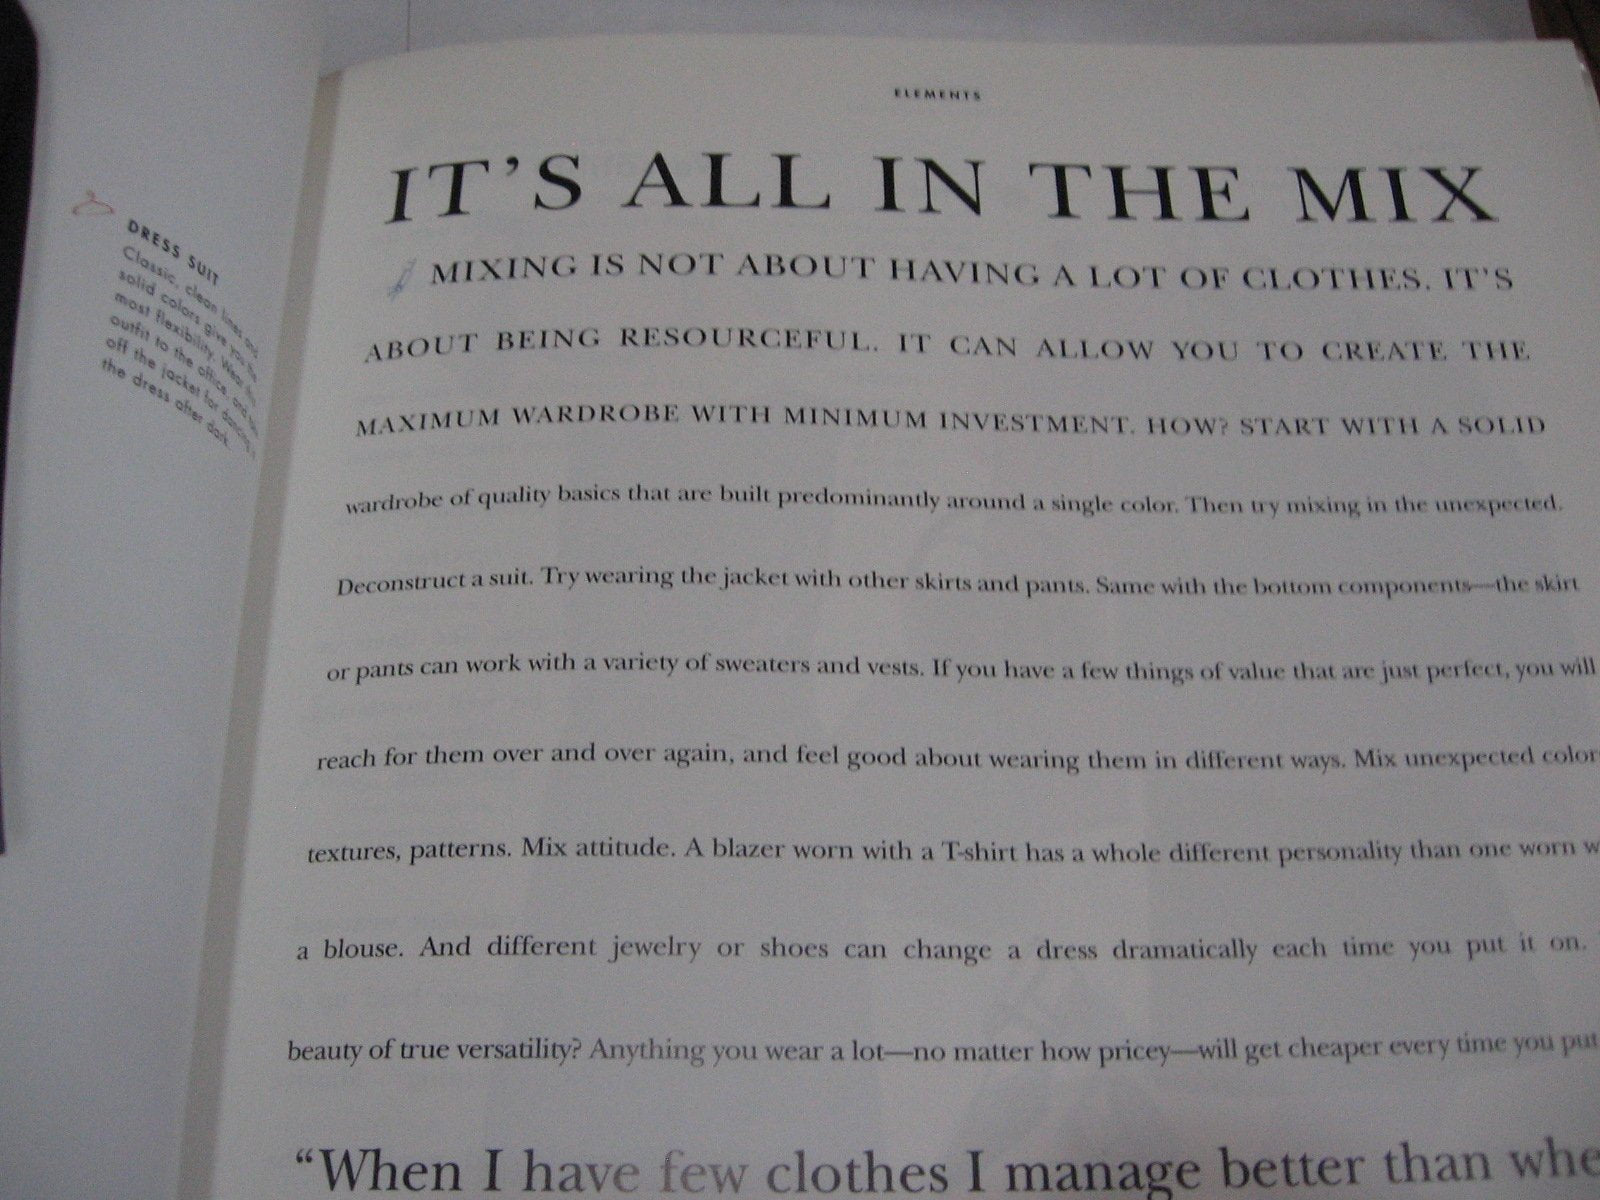 DRESS SUIT
Classic, clean lines and
solid colors give you the
most flexibility. Wear this
outfit to the office, and take
off the jacket for dancing in
the dress after dark.
ELEMENTS
IT'S ALL IN THE MIX
MIXING IS NOT ABOUT HAVING A LOT OF CLOTHES. IT'S
ABOUT BEING RESOURCEFUL. IT CAN ALLOW YOU TO CREATE THE
MAXIMUM WARDROBE WITH MINIMUM INVESTMENT. HOW? START WITH A SOLID
wardrobe of quality basics that are built predominantly around a single color. Then try mixing in the unexpected.
Deconstruct a suit. Try wearing the jacket with other skirts and pants. Same with the bottom components—the skirt
or pants can work with a variety of sweaters and vests. If you have a few things of value that are just perfect, you will
reach for them over and over again, and feel good about wearing them in different ways. Mix unexpected color
textures, patterns. Mix attitude. A blazer worn with a T-shirt has a whole different personality than one worn w
a blouse. And different jewelry or shoes can change a dress dramatically each time you put it on.
beauty of true versatility? Anything you wear a lot—no matter how pricey—will get cheaper every time you put
“When I have few clothes I manage better than whe